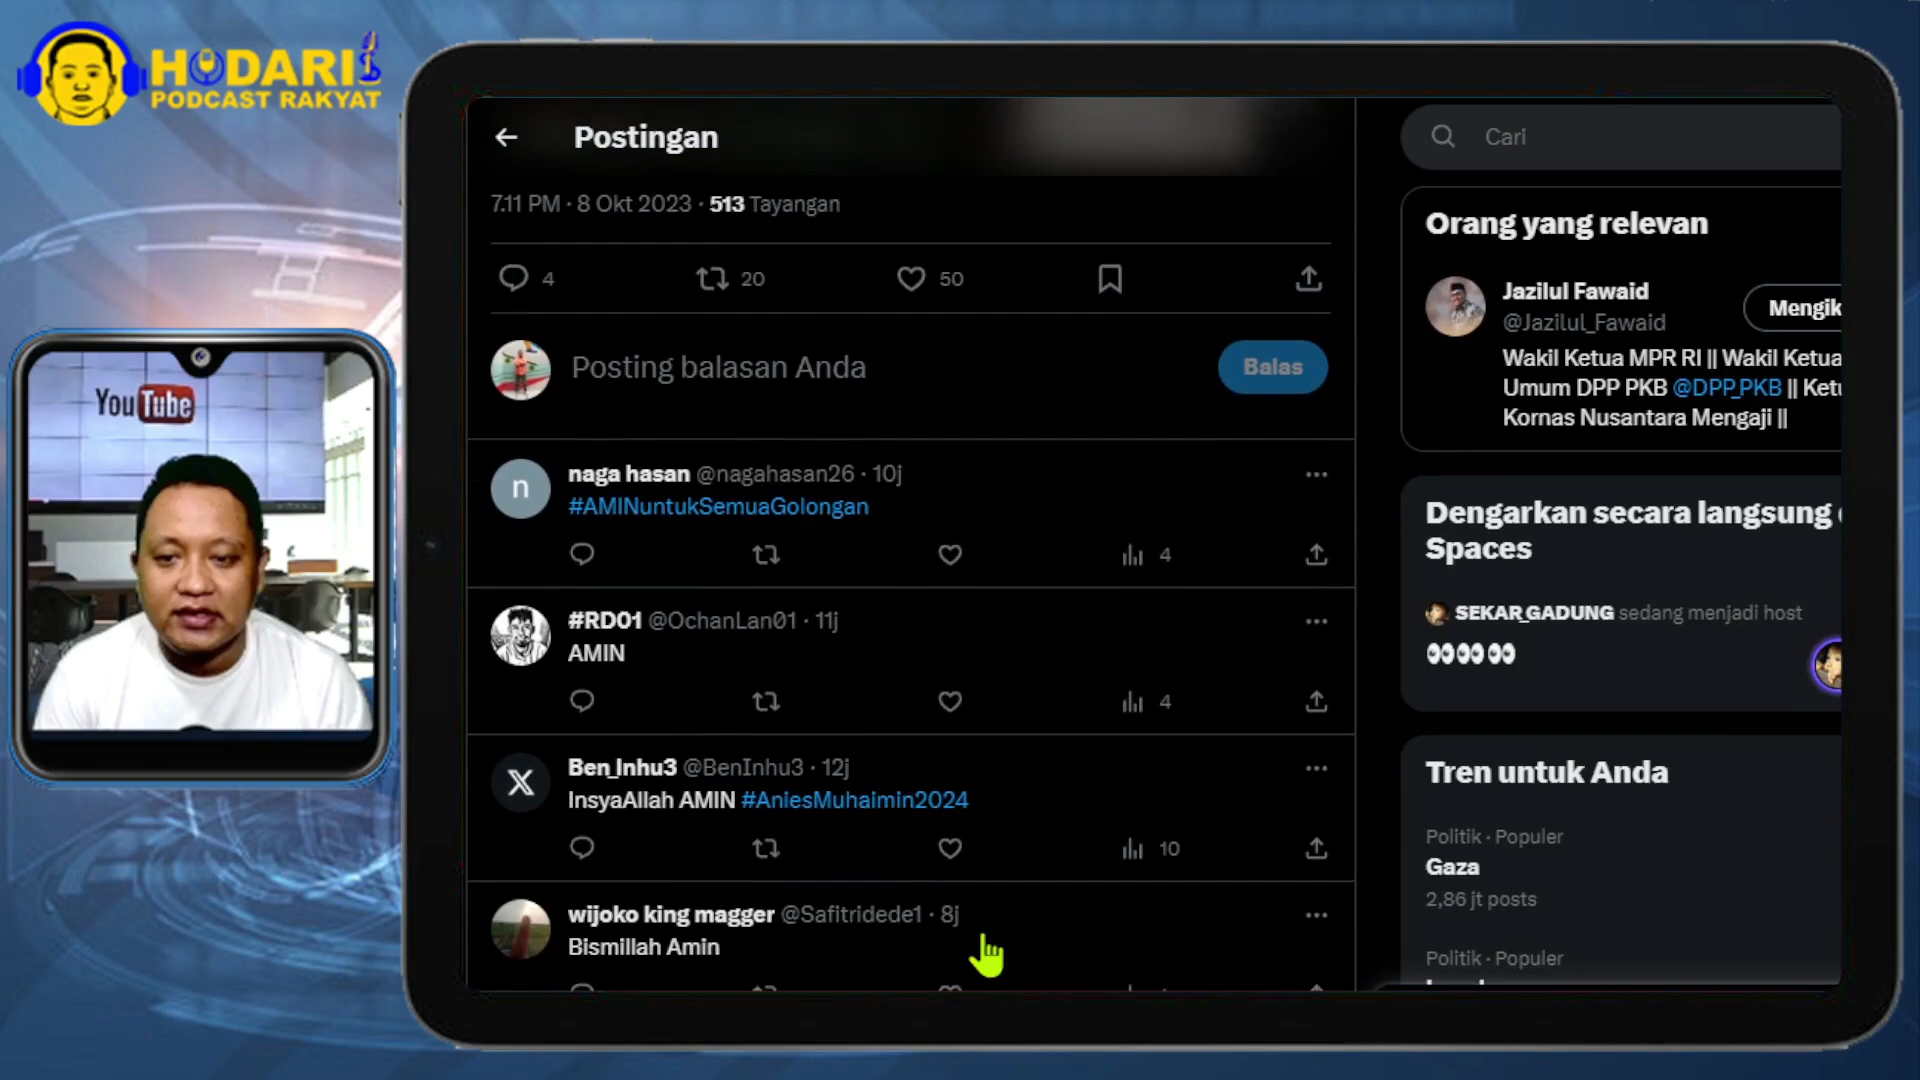 HODARI
PODCAST RAKYAT
YouTube
Postingan
7.11 PM · 8 Okt 2023 · 513 Tayangan
4
20
50
Posting balasan Anda
Balas
n
naga hasan @nagahasan26 · 10j
#AMINuntukSemuaGolongan
4
#RD01 @OchanLan01 · 11j
AMIN
4
Ben_Inhu3 @BenInhu3 · 12j
InsyaAllah AMIN #AniesMuhaimin2024
10
wijoko king magger @Safitridede1 · 8j
Bismillah Amin
Cari
Orang yang relevan
Jazilul Fawaid
@Jazilul_Fawaid
Mengik
Wakil Ketua MPR RI || Wakil Ketua
Umum DPP PKB @DPP_PKB || Ketu
Kornas Nusantara Mengaji ||
Dengarkan secara langsung
Spaces
SEKAR_GADUNG sedang menjadi host
Tren untuk Anda
Politik · Populer
Gaza
2,86 jt posts
Politik · Populer